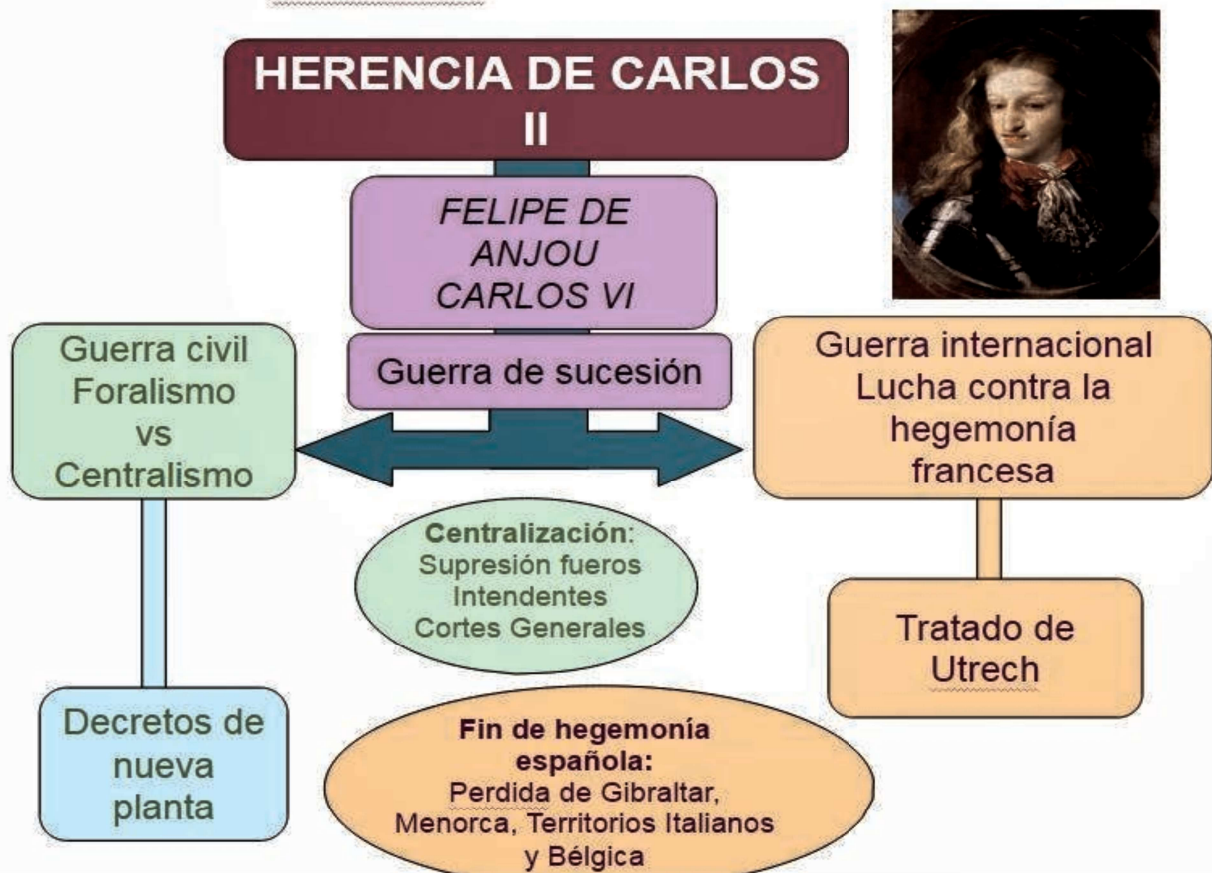 HERENCIA DE CARLOS
II
FELIPE DE
ANJOU
CARLOS VI
Guerra de sucesión
Guerra civil
Foralismo
vs
Centralismo
Guerra internacional
Lucha contra la
hegemonía
francesa
Centralización:
Supresión fueros
Intendentes
Cortes Generales
Tratado de
Utrech
Decretos de
nueva
planta
Fin de hegemonía
española:
Perdida de Gibraltar,
Menorca, Territorios Italianos
y Bélgica